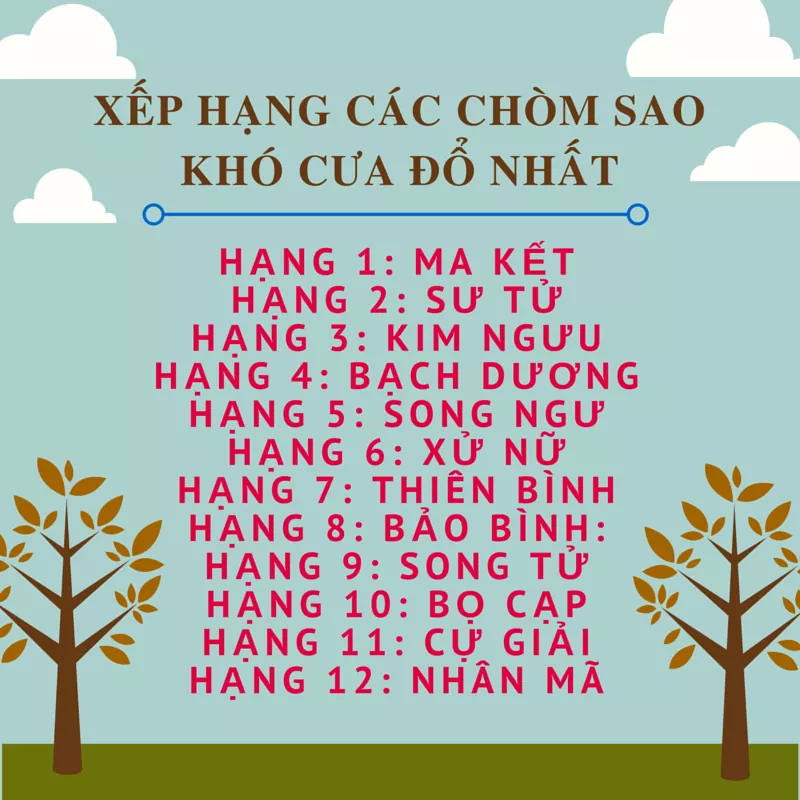 XẾP HẠNG CÁC CHÒM SAO
KHÓ CƯA ĐỔ NHẤT
HẠNG 1: MA KẾT
HẠNG 2: SƯ TỬ
HẠNG 3: KIM NGƯU
HẠNG 4: BẠCH DƯƠNG
HẠNG 5: SONG NGƯ
HẠNG 6: XỬ NỮ
HẠNG 7: THIÊN BÌNH
HẠNG 8: BẢO BÌNH:
HẠNG 9: SONG TỬ
HẠNG 10: BỌ CẠP
HẠNG 11: CỰ GIẢI
HẠNG 12: NHÂN MÃ